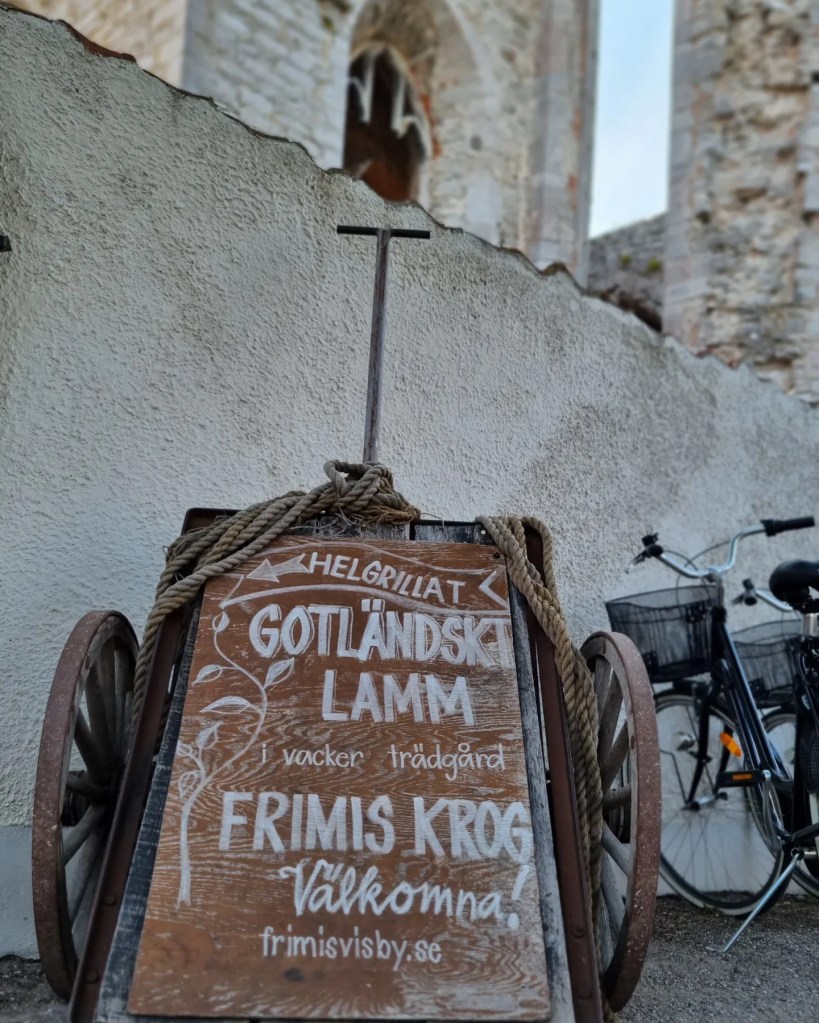 HELGRILLAT
GOTLÄNDSKT
LAMM
i vacker trädgård
FRIMIS KROG
Välkomna!
frimisvisby.se